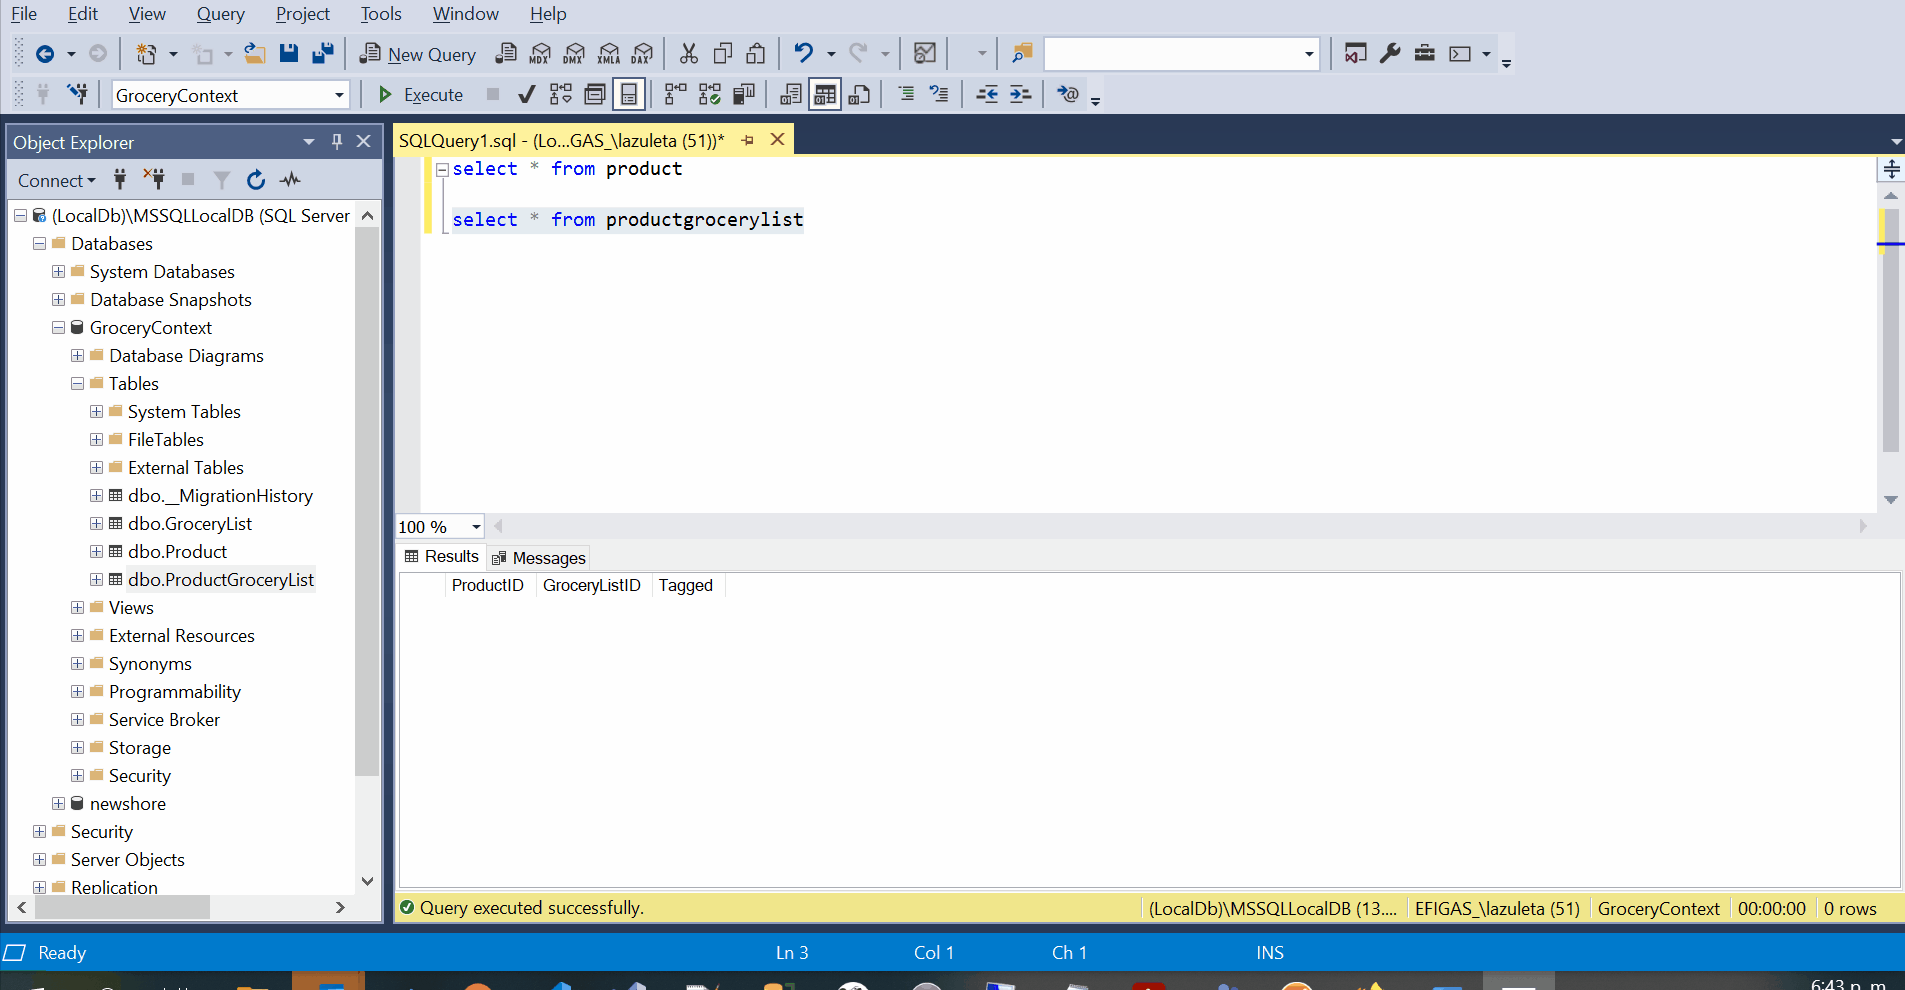 File Edit View Query Project Tools Window Help
New Query MDX DMX XMLA DAX
GroceryContext Execute
Object Explorer
Connect
(LocalDb)\MSSQLLocalDB (SQL Server
Databases
System Databases
Database Snapshots
GroceryContext
Database Diagrams
Tables
System Tables
FileTables
External Tables
dbo.__MigrationHistory
dbo.GroceryList
dbo.Product
dbo.ProductGroceryList
Views
External Resources
Synonyms
Programmability
Service Broker
Storage
Security
newshore
Security
Server Objects
Replication
SQLQuery1.sql - (Lo...GAS_\lazuleta (51))*
select * from product
select * from productgrocerylist
100 %
Results Messages
ProductID GroceryListID Tagged
Query executed successfully. (LocalDb)\MSSQLLocalDB (13.... EFIGAS_\lazuleta (51) GroceryContext 00:00:00 0 rows
Ready Ln 3 Col 1 Ch 1 INS
6:43 p. m.